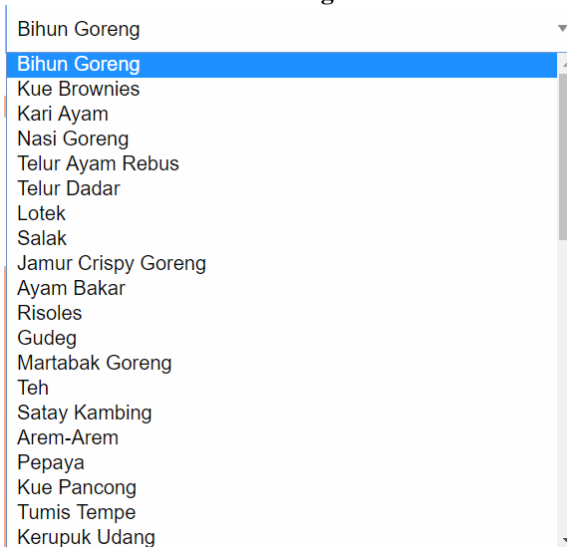 Bihun Goreng
Bihun Goreng
Kue Brownies
Kari Ayam
Nasi Goreng
Telur Ayam Rebus
Telur Dadar
Lotek
Salak
Jamur Crispy Goreng
Ayam Bakar
Risoles
Gudeg
Martabak Goreng
Teh
Satay Kambing
Arem-Arem
Pepaya
Kue Pancong
Tumis Tempe
Kerupuk Udang